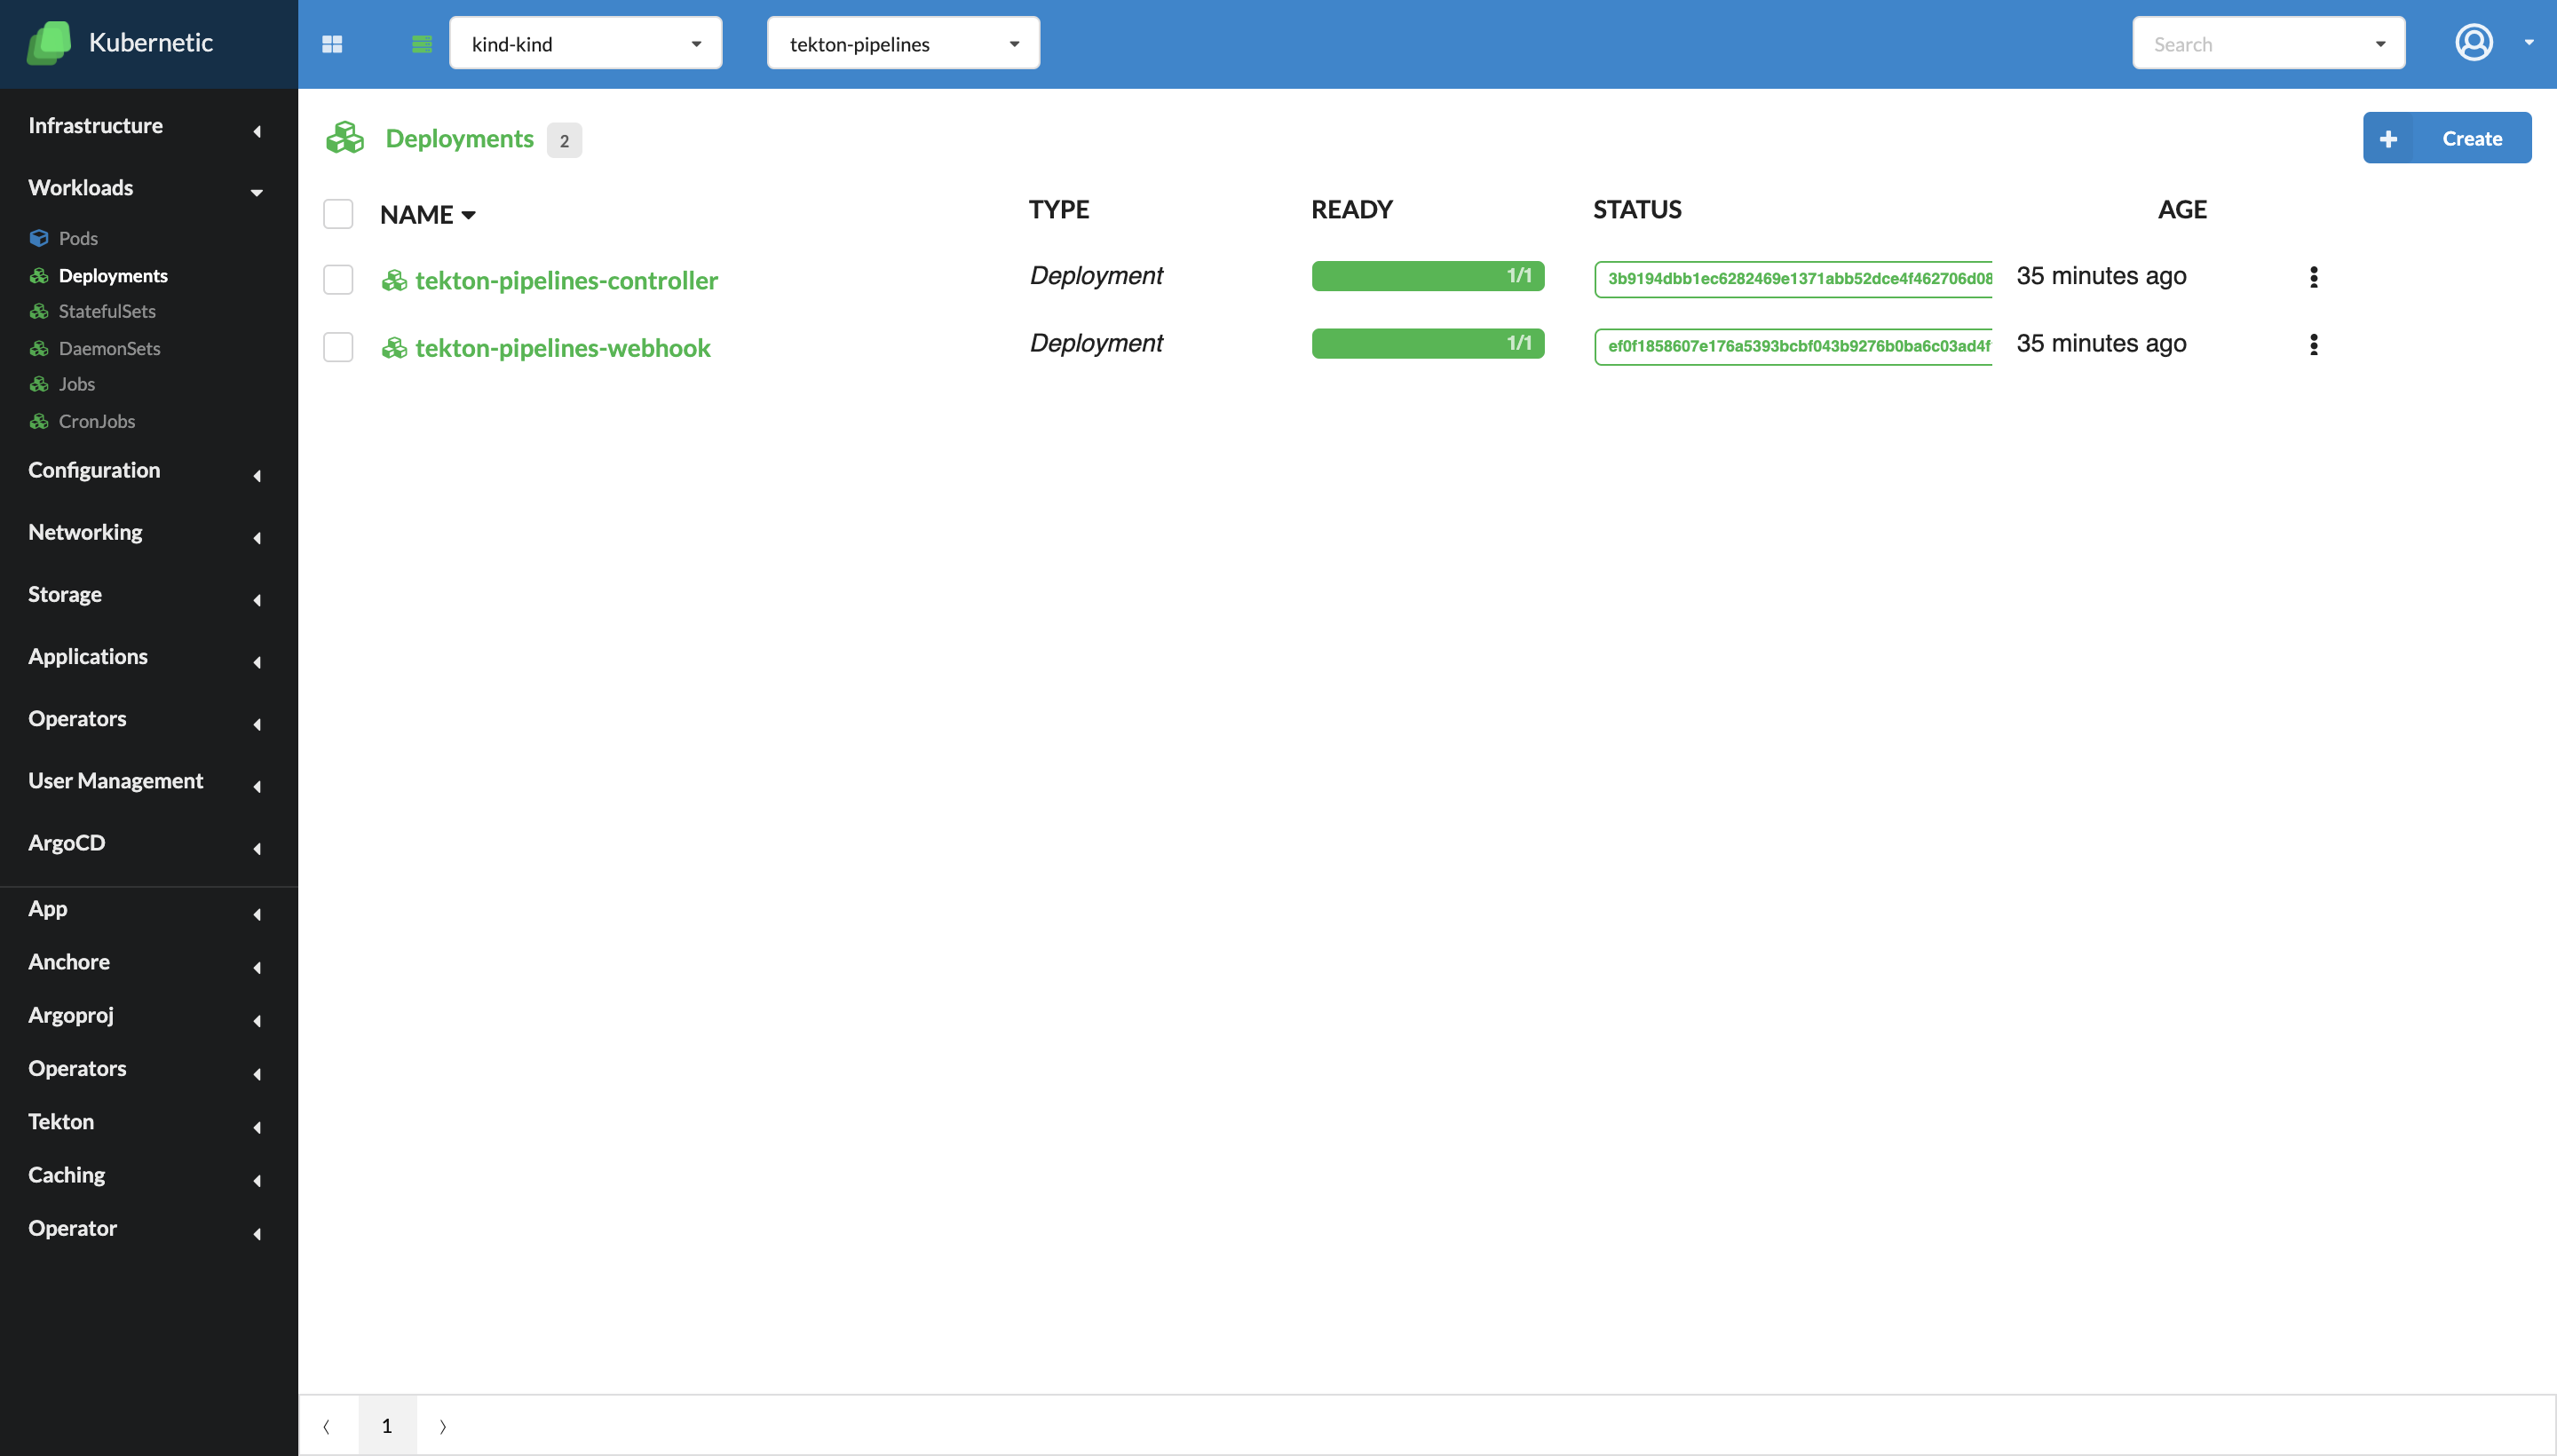 Kubernetic
kind-kind
tekton-pipelines
Search
Infrastructure
Workloads
Pods
Deployments
StatefulSets
DaemonSets
Jobs
CronJobs
Configuration
Networking
Storage
Applications
Operators
User Management
ArgoCD
App
Anchore
Argoproj
Operators
Tekton
Caching
Operator
Deployments 2
Create
NAME TYPE READY STATUS AGE
tekton-pipelines-controller Deployment 1/1 3b9194dbb1ec6282469e1371abb52dce4f462706d08 35 minutes ago
tekton-pipelines-webhook Deployment 1/1 ef0f1858607e176a5393bcbf043b9276b0ba6c03ad4f 35 minutes ago
1